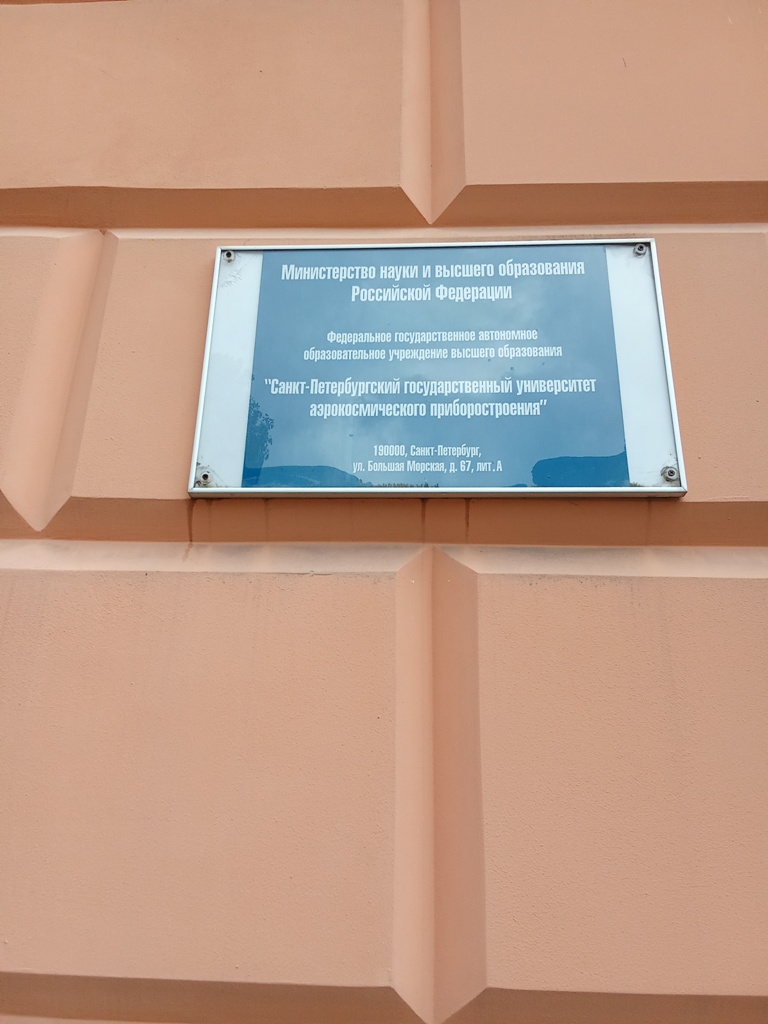 Министерство науки и высшего образования
Российской Федерации
Федеральное государственное автономное
образовательное учреждение высшего образования
"Санкт-Петербургский государственный университет
аэрокосмического приборостроения"
190000, Санкт-Петербург,
ул. Большая Морская, д. 67, лит. А